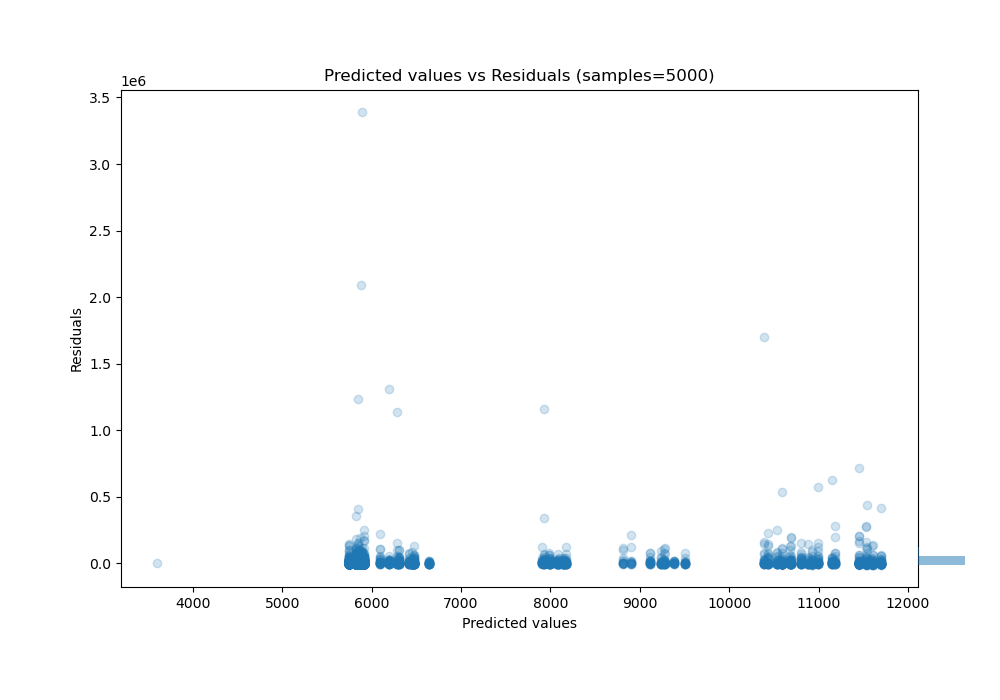 Predicted values vs Residuals (samples=5000)
1e6
3.5
3.0
2.5
2.0
1.5
1.0
0.5
0.0
Residuals
4000 5000 6000 7000 8000 9000 10000 11000 12000
Predicted values